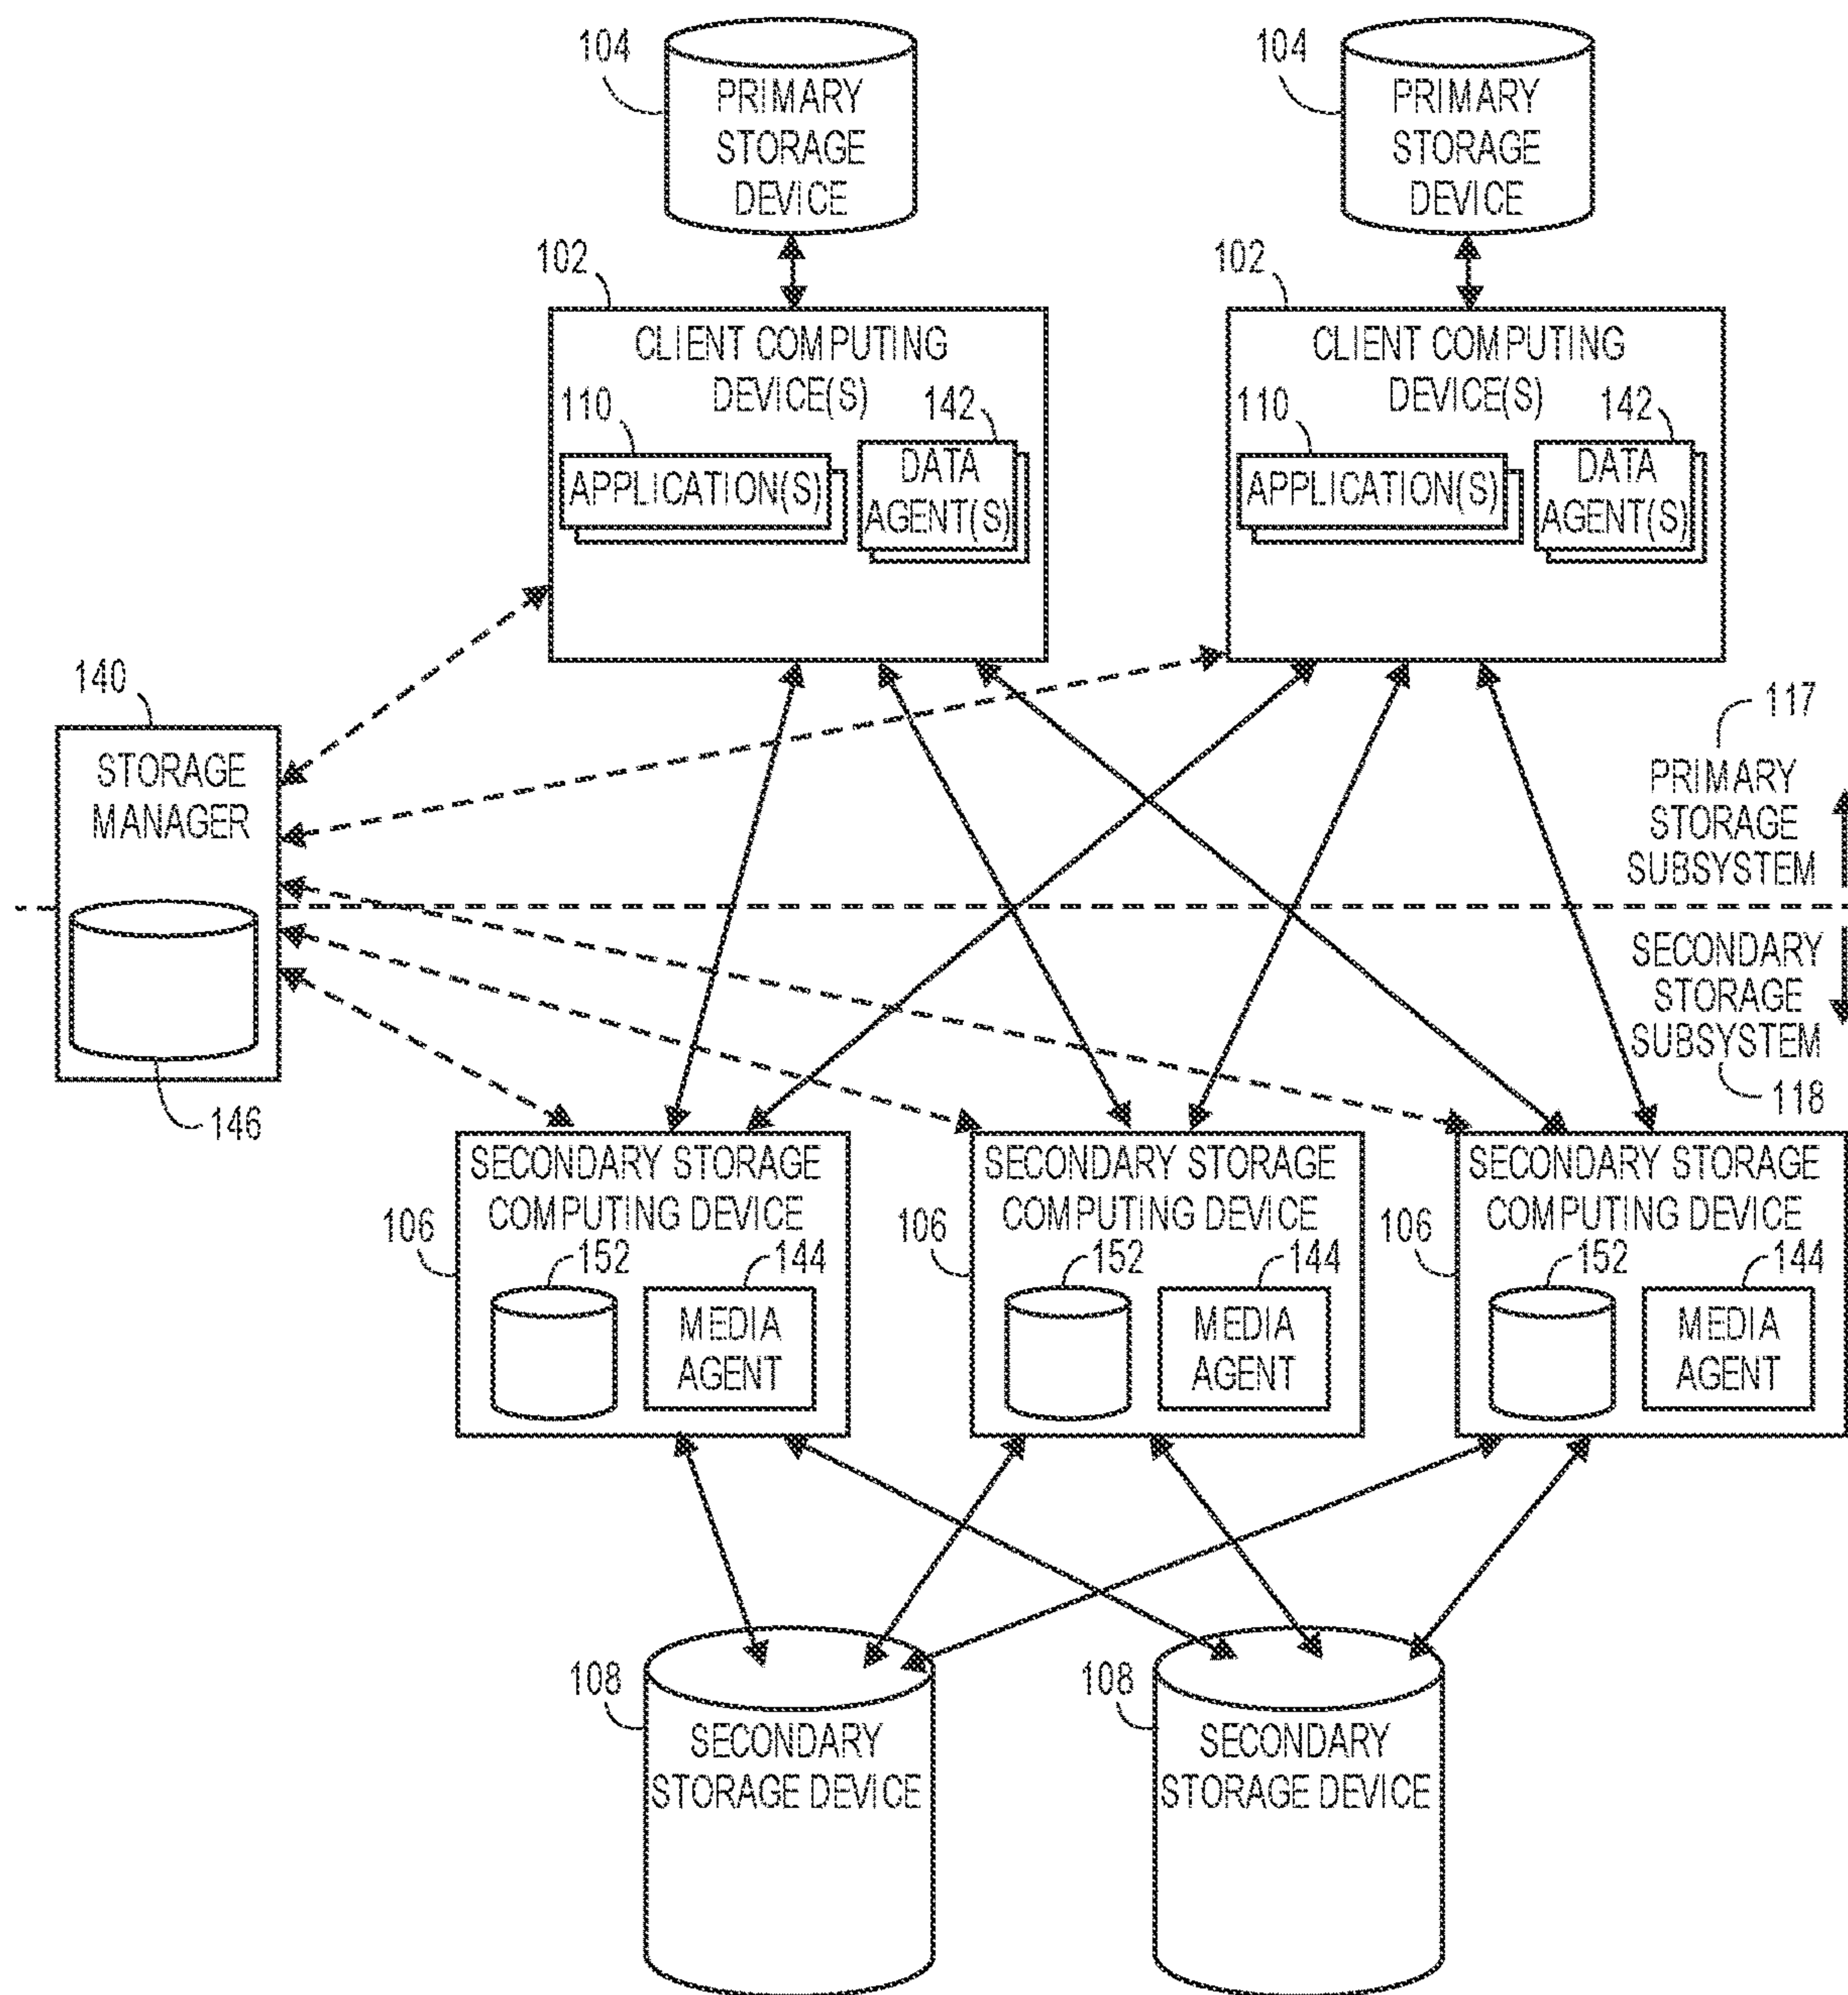 104
PRIMARY
STORAGE
DEVICE
104
PRIMARY
STORAGE
DEVICE
102
CLIENT COMPUTING
DEVICE(S)
110
142
APPLICATION(S)
DATA
AGENT(S)
102
CLIENT COMPUTING
DEVICE(S)
110
142
APPLICATION(S)
DATA
AGENT(S)
140
STORAGE
MANAGER
146
117
PRIMARY
STORAGE
SUBSYSTEM
SECONDARY
STORAGE
SUBSYSTEM
118
106
SECONDARY STORAGE
COMPUTING DEVICE
152
144
MEDIA
AGENT
106
SECONDARY STORAGE
COMPUTING DEVICE
152
144
MEDIA
AGENT
106
SECONDARY STORAGE
COMPUTING DEVICE
152
144
MEDIA
AGENT
108
SECONDARY
STORAGE DEVICE
108
SECONDARY
STORAGE DEVICE